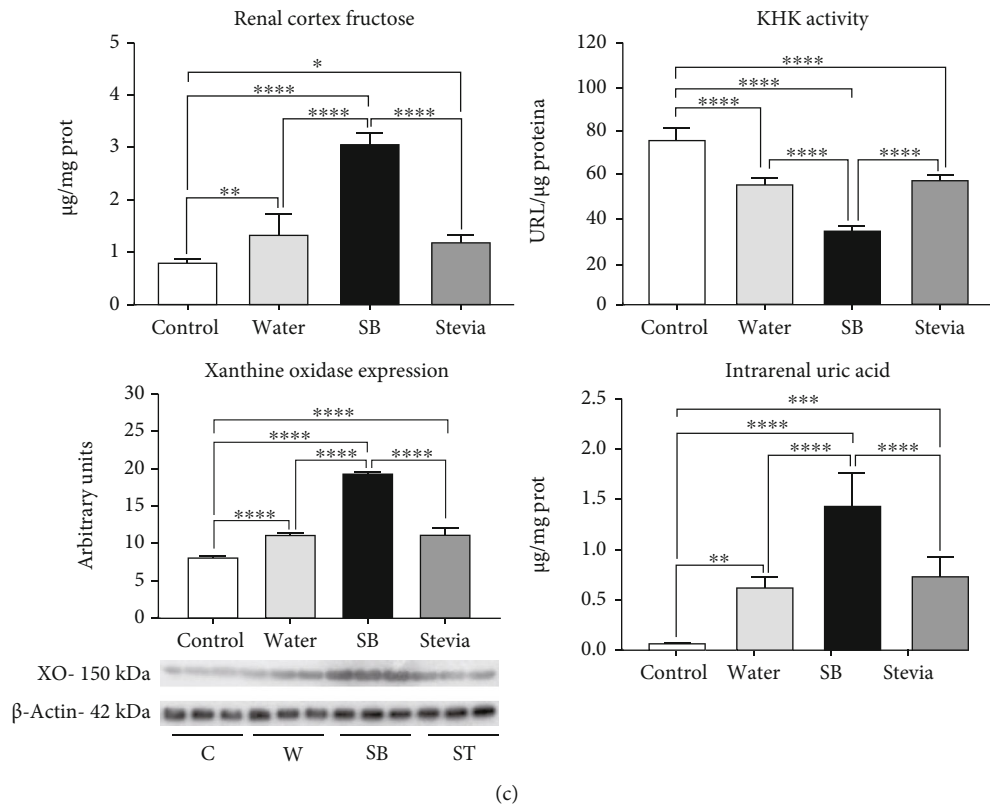 Renal cortex fructose
5
4
3
2
1
0
μg/mg prot
*
****
**** ****
**
Control Water SB Stevia
KHK activity
120
100
80
60
40
60
0
URL/μg proteina
****
****
****
**** ****
Control Water SB Stevia
Xanthine oxidase expression
30
25
20
15
10
5
0
Arbitrary units
****
****
**** ****
****
Control Water SB Stevia
XO- 150 kDa
β-Actin- 42 kDa
C W SB ST
Intrarenal uric acid
2.5
2.0
1.5
1.0
0.5
0.0
μg/mg prot
***
****
**** ****
**
Control Water SB Stevia
(c)